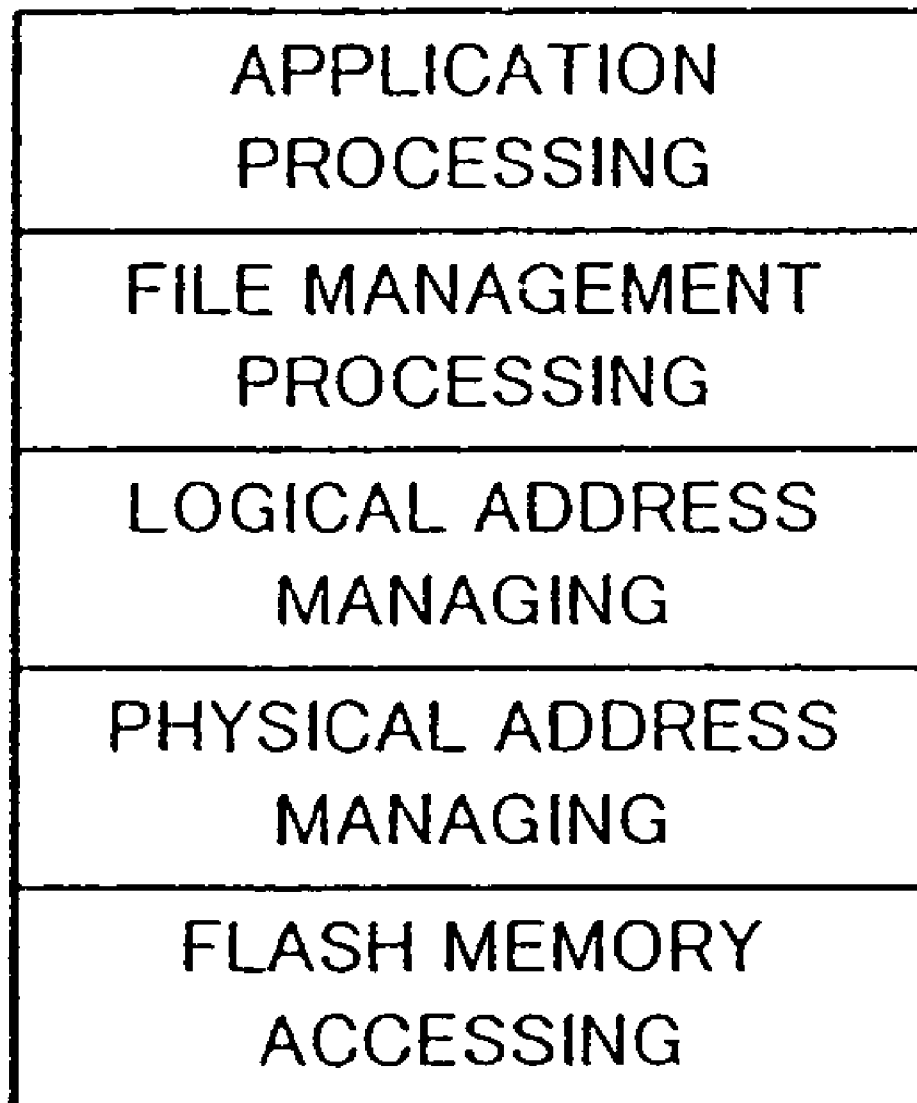 APPLICATION
PROCESSING
FILE MANAGEMENT
PROCESSING
LOGICAL ADDRESS
MANAGING
PHYSICAL ADDRESS
MANAGING
FLASH MEMORY
ACCESSING